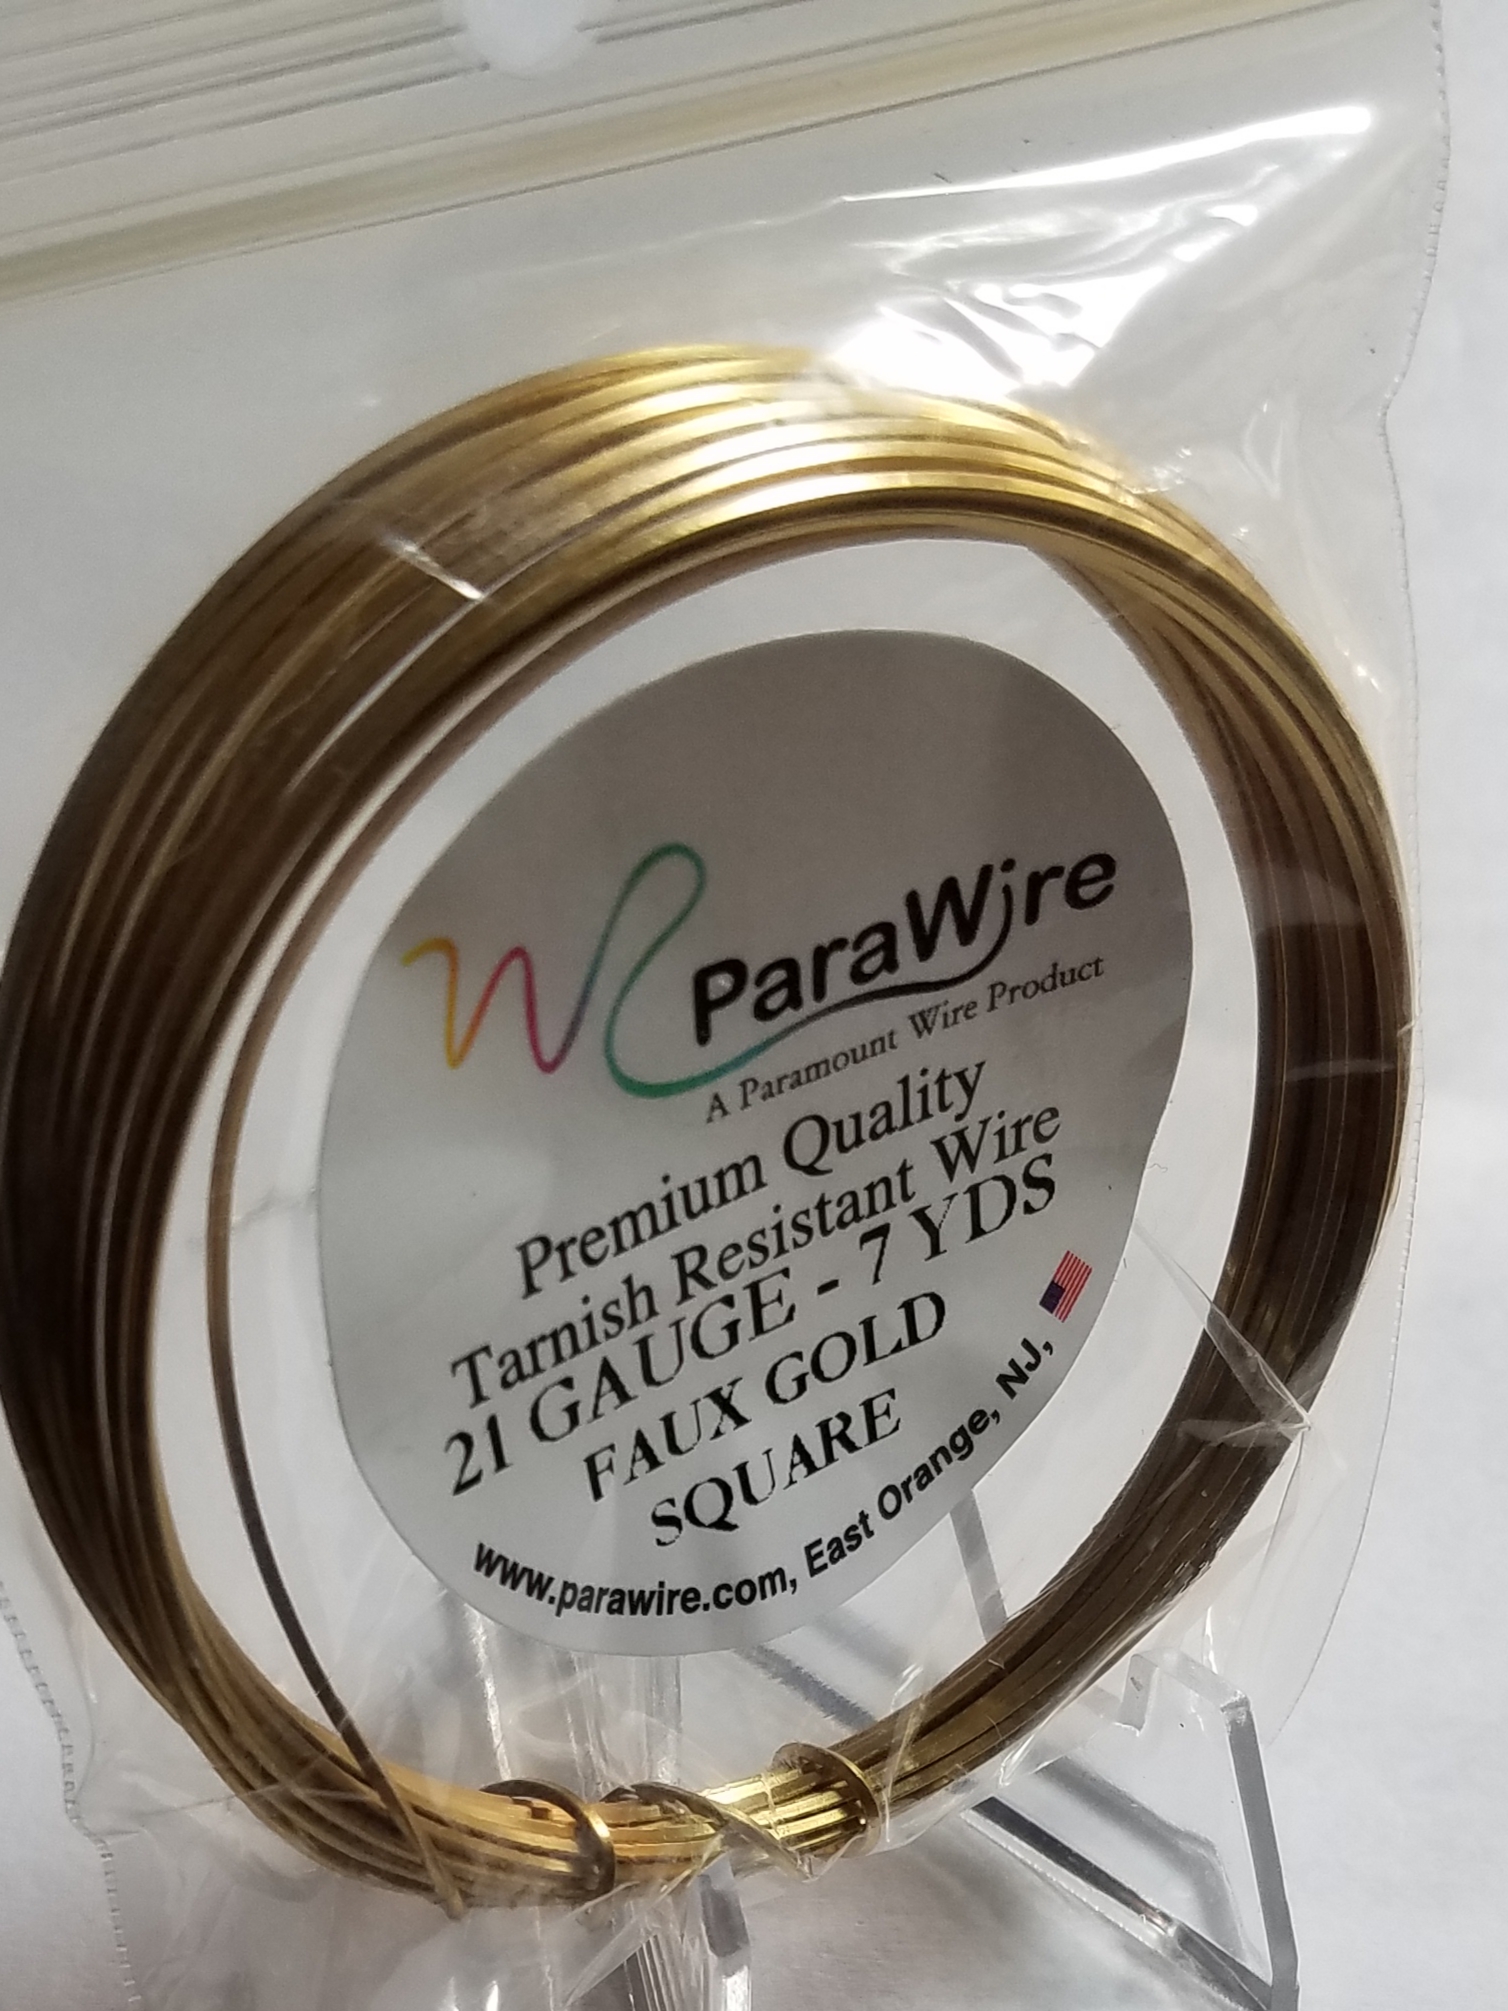 ParaWire
A Paramount Wire Product
Premium Quality
Tarnish Resistant Wire
21 GAUGE - 7 YDS
FAUX GOLD
SQUARE
www.parawire.com, East Orange, NJ,